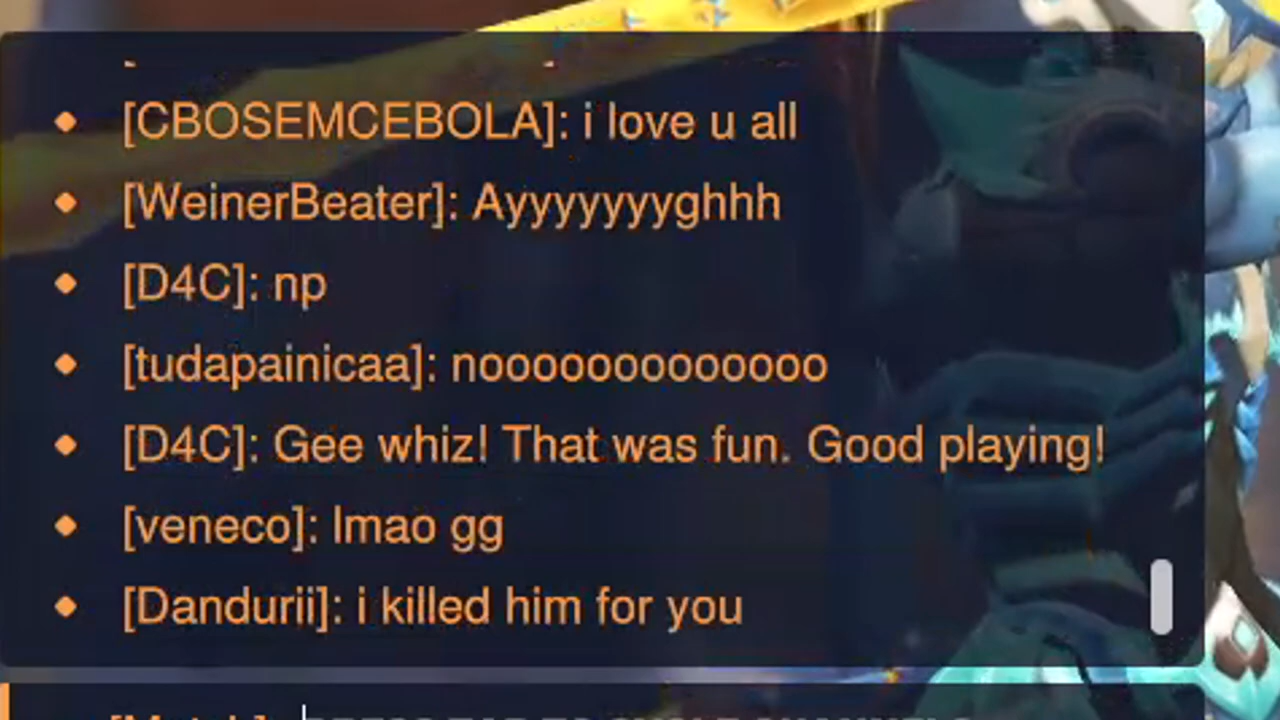 [CBOSEMCEBOLA]: i love u all
[WeinerBeater]: Ayyyyyyyghhh
[D4C]: np
[tudapainicaa]: noooooooooooooo
[D4C]: Gee whiz! That was fun. Good playing!
[veneco]: lmao gg
[Dandurii]: i killed him for you